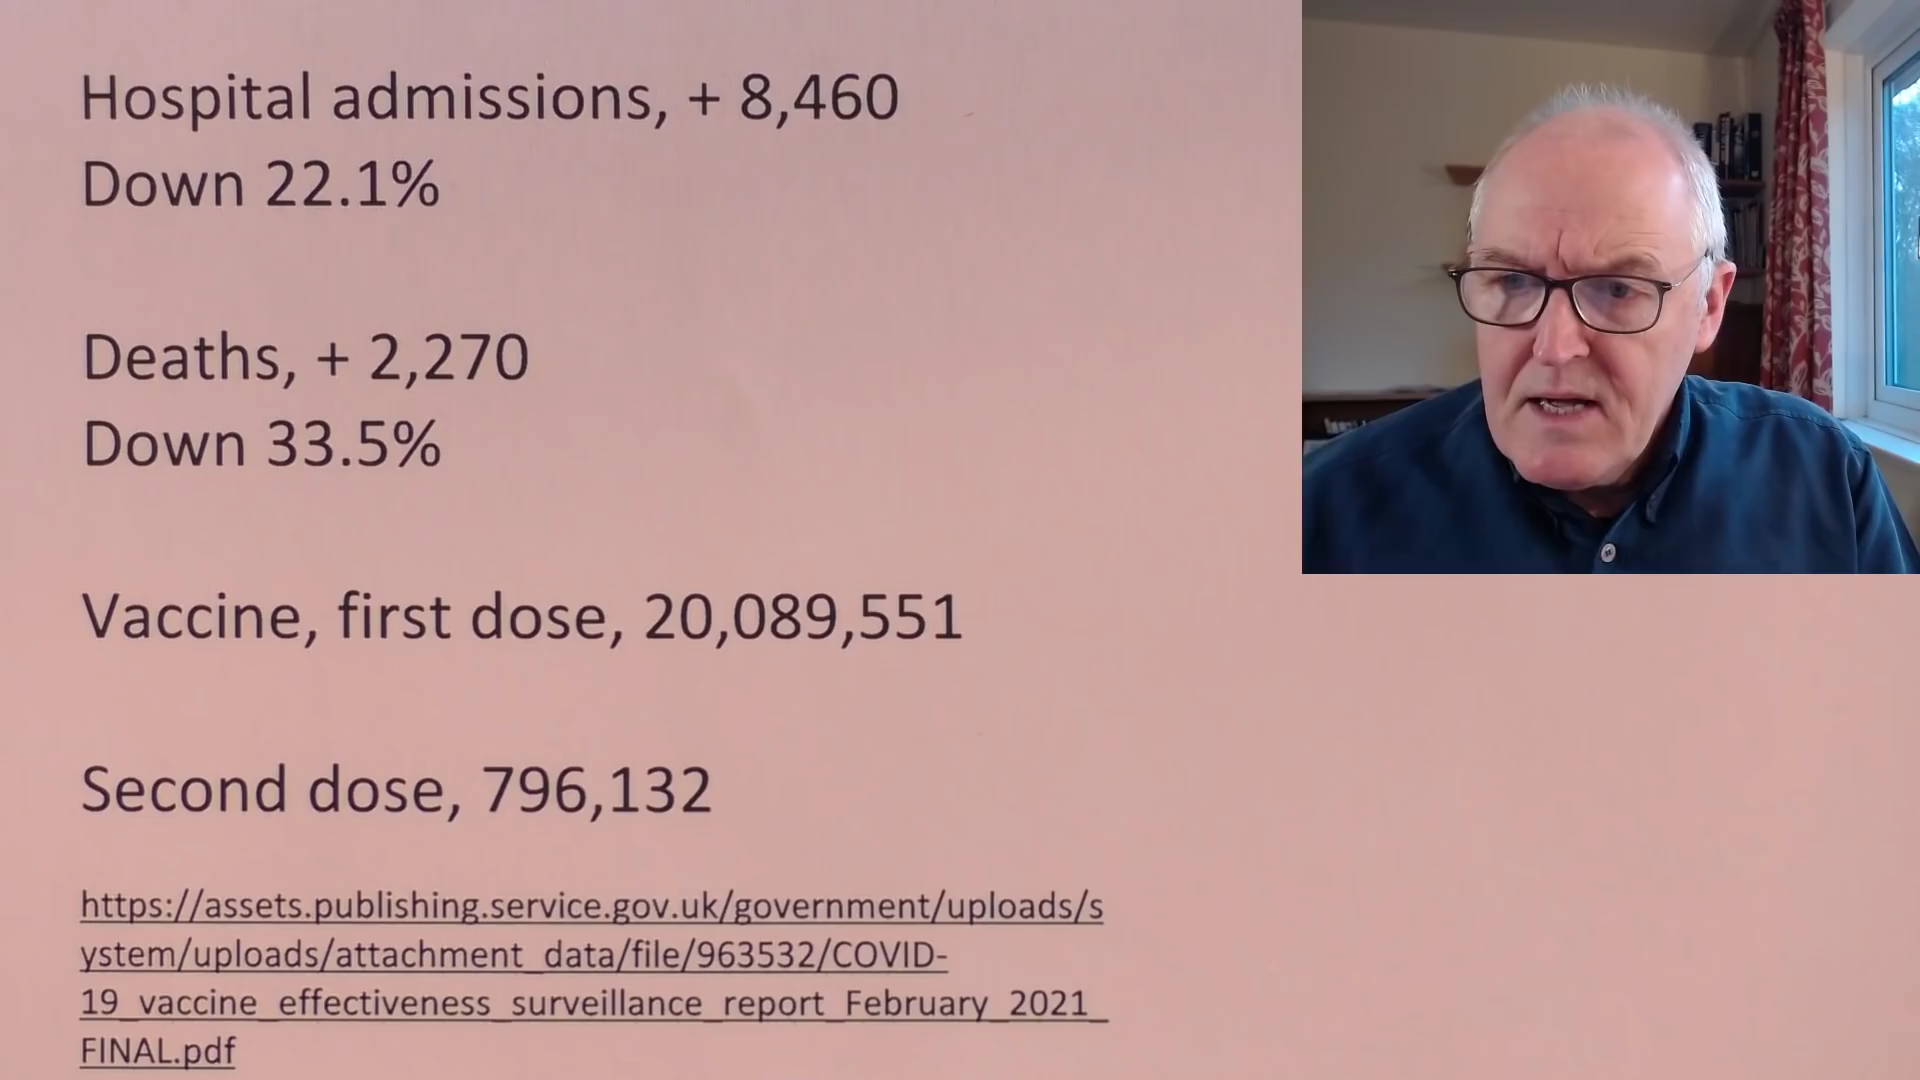 Hospital admissions, + 8,460
Down 22.1%
Deaths, + 2,270
Down 33.5%
Vaccine, first dose, 20,089,551
Second dose, 796,132
https://assets.publishing.service.gov.uk/government/uploads/s
ystem/uploads/attachment_data/file/963532/COVID-
19_vaccine_effectiveness_surveillance_report_February_2021_
FINAL.pdf